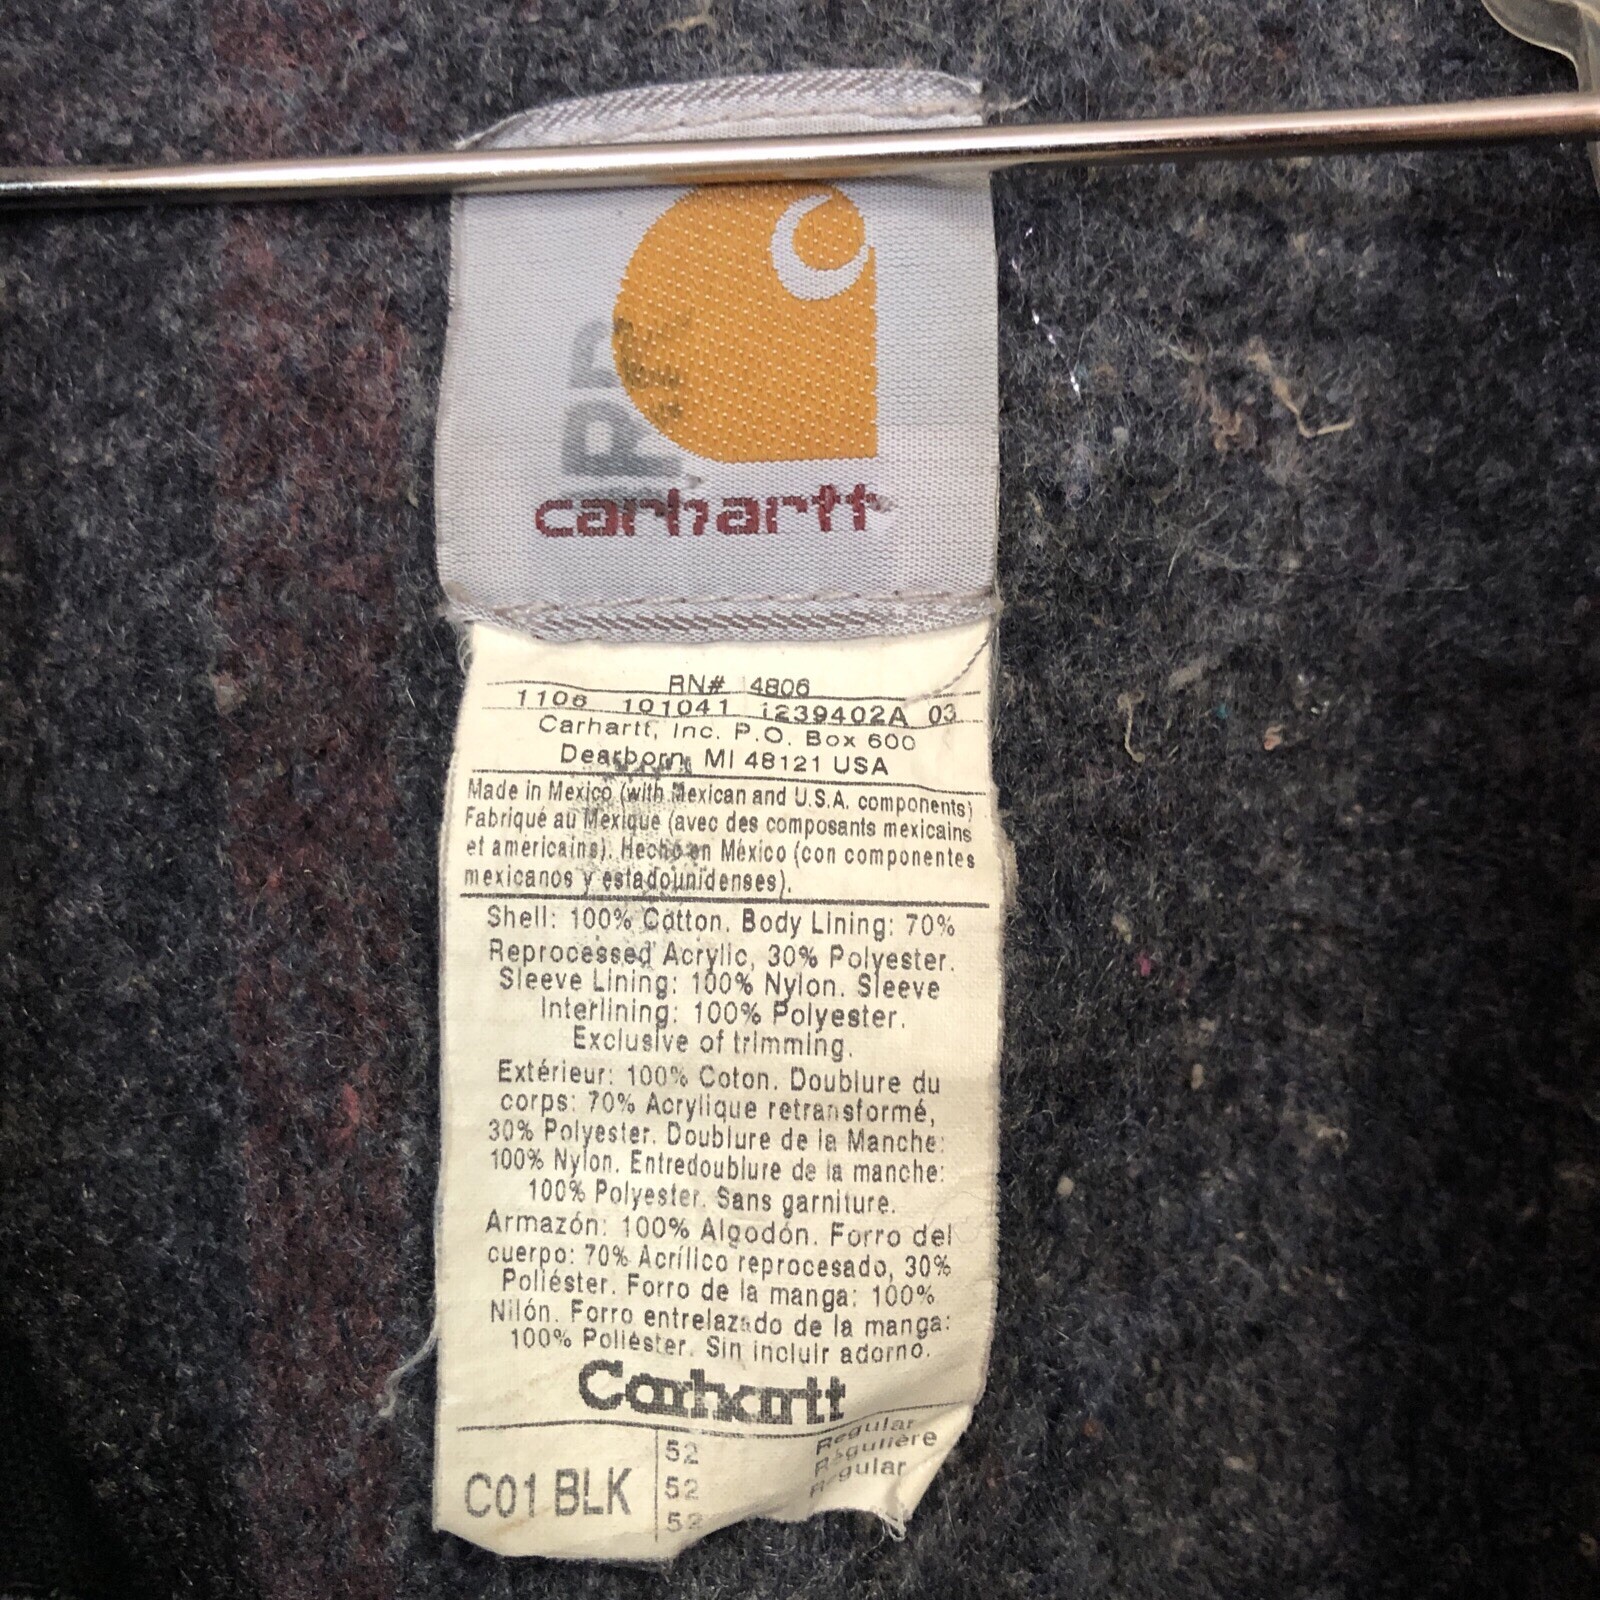 carhartt
RN# 4806
1106 101041 1239402A 03
Carhartt, Inc. P.O. Box 600
Dearborn, MI 48121 USA
Made in Mexico (with Mexican and U.S.A. components)
Fabriqué au Mexique (avec des composants mexicains
et americains). Hecho en México (con componentes
mexicanos y estadounidenses).
Shell: 100% Cotton. Body Lining: 70%
Reprocessed Acrylic, 30% Polyester.
Sleeve Lining: 100% Nylon. Sleeve
Interlining: 100% Polyester.
Exclusive of trimming.
Extérieur: 100% Coton. Doublure du
corps: 70% Acrylique retransformé,
30% Polyester. Doublure de la Manche:
100% Nylon. Entredoublure de la manche:
100% Polyester. Sans garniture.
Armazón: 100% Algodón. Forro del
cuerpo: 70% Acrílico reprocesado, 30%
Poliéster. Forro de la manga: 100%
Nilón. Forro entrelazado de la manga:
100% Poliéster. Sin incluir adorno.
Carhartt
C01 BLK
52 Regular
52 Régulière
52 Regular